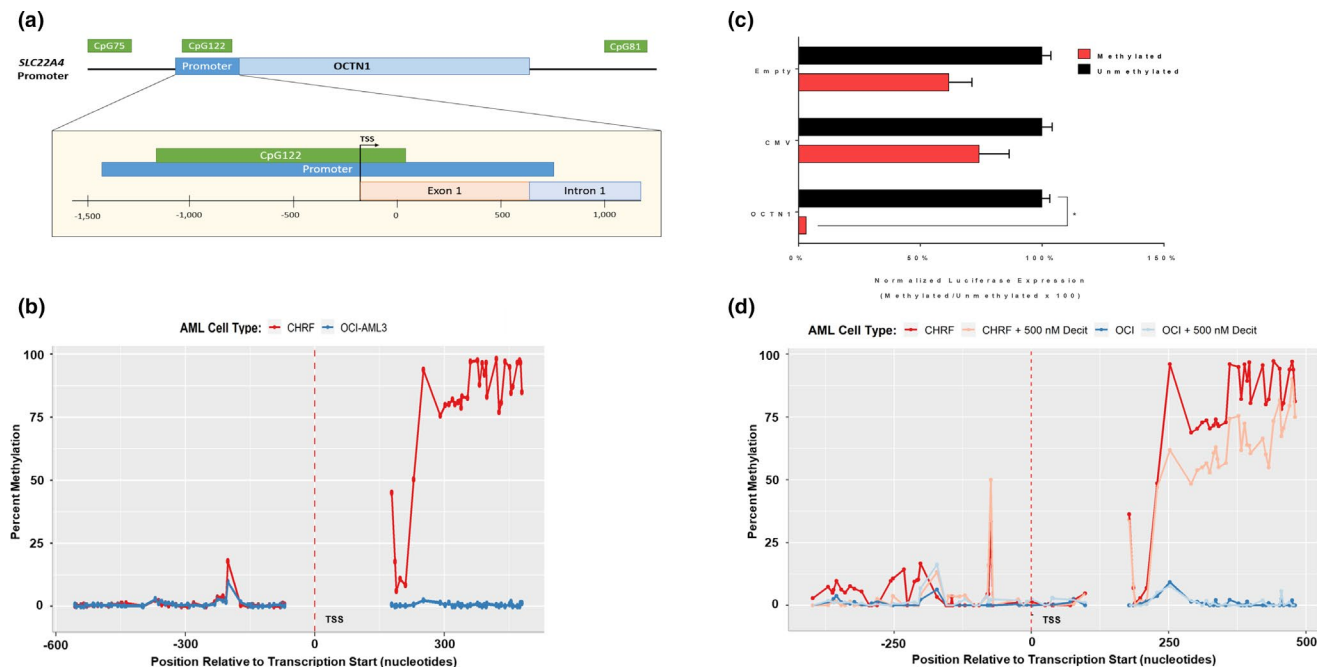 (a)
CpG75
CpG122
CpG81
SLC22A4
Promoter
Promoter
OCTN1
TSS
CpG122
Promoter
Exon 1
Intron 1
-1,500
-1,000
-500
0
500
1,000
(b)
AML Cell Type: CHRF OCI-AML3
Percent Methylation
100
75
50
25
0
TSS
-600
-300
0
300
Position Relative to Transcription Start (nucleotides)
(c)
Methylated
Unmethylated
Empty
CMV
OCTN1
*
0%
50%
100%
150%
Normalized Luciferase Expression
(Methylated/Unmethylated x 100)
(d)
AML Cell Type: CHRF CHRF + 500 nM Decit OCI OCI + 500 nM Decit
Percent Methylation
100
75
50
25
0
TSS
-250
0
250
500
Position Relative to Transcription Start (nucleotides)